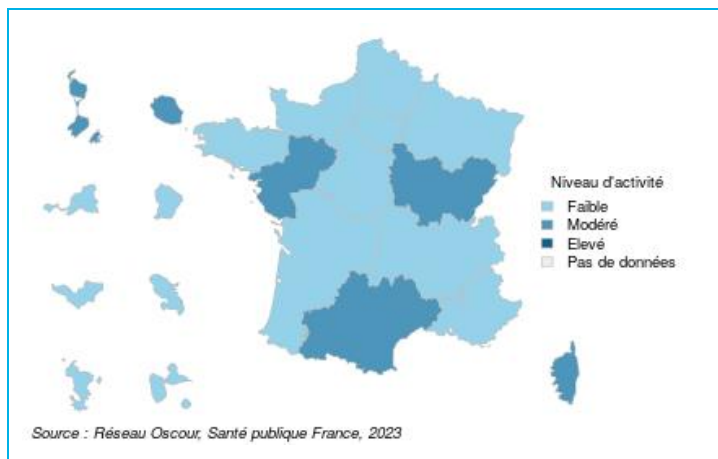 Niveau d'activité
Faible
Modéré
Elevé
Pas de données
Source : Réseau Oscour, Santé publique France, 2023